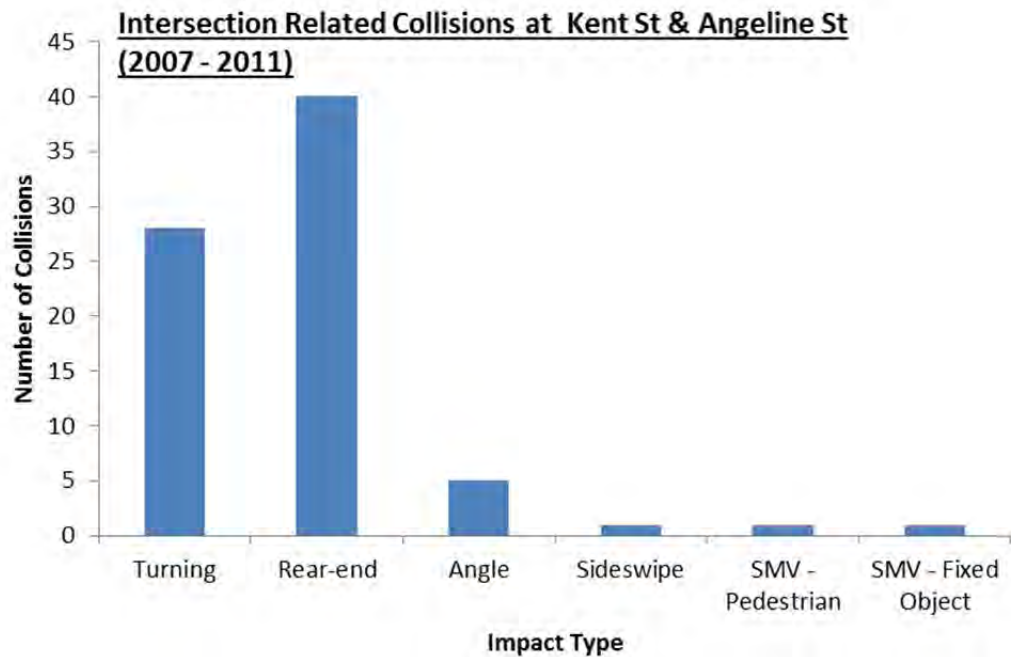 Intersection Related Collisions at Kent St & Angeline St
(2007 - 2011)
45
40
35
30
25
20
15
10
5
0
Number of Collisions
Turning
Rear-end
Angle
Sideswipe
SMV -
Pedestrian
SMV - Fixed
Object
Impact Type